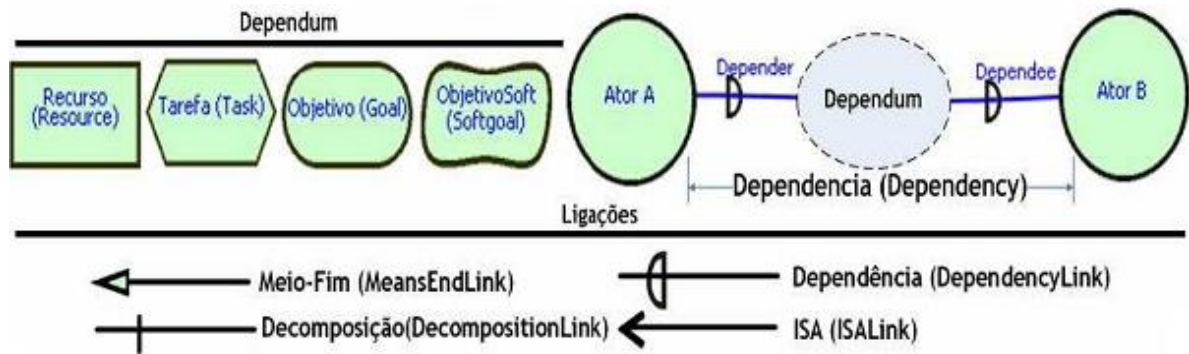 Dependum
Recurso
(Resource)
Tarefa (Task)
Objetivo (Goal)
ObjetivoSoft
(Softgoal)
Ator A
Depender
Dependum
Dependee
Ator B
Dependencia (Dependency)
Ligações
Meio-Fim (MeansEndLink)
Dependência (DependencyLink)
Decomposição(DecompositionLink)
ISA (ISALink)